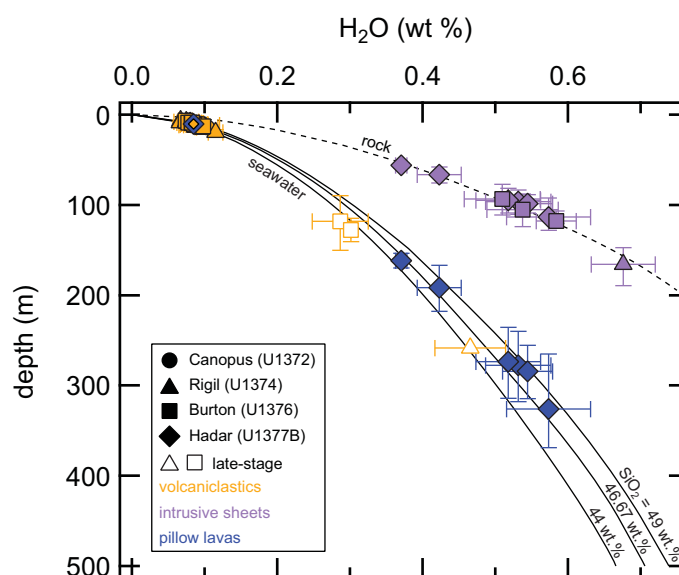 H₂O (wt %)
0.0 0.2 0.4 0.6
0
100
200
300
400
500
depth (m)
rock
seawater
Canopus (U1372)
Rigil (U1374)
Burton (U1376)
Hadar (U1377B)
late-stage
volcaniclastics
intrusive sheets
pillow lavas
SiO₂ = 49 wt.%
46.67 wt.%
44 wt.%